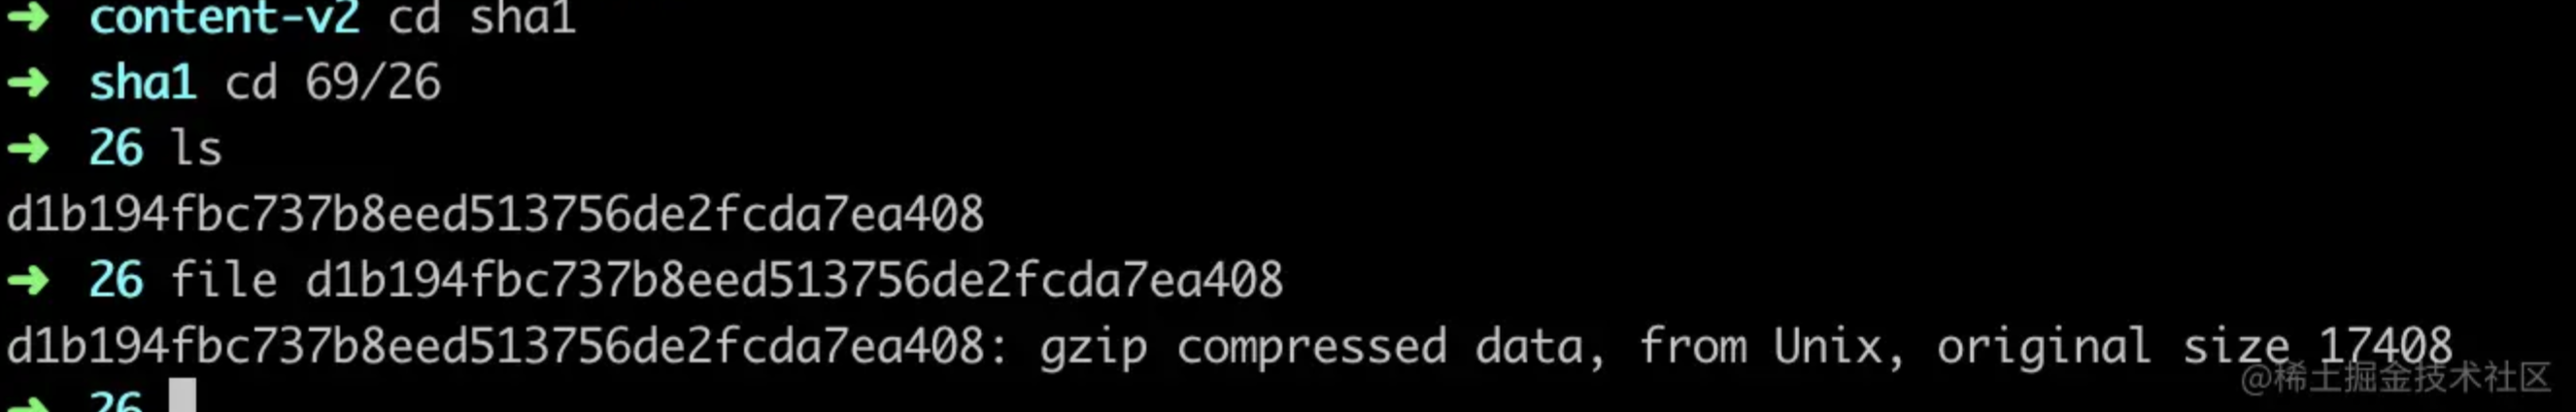 ➜ content-v2 cd sha1
➜ sha1 cd 69/26
➜ 26 ls
d1b194fbc737b8eed513756de2fcda7ea408
➜ 26 file d1b194fbc737b8eed513756de2fcda7ea408
d1b194fbc737b8eed513756de2fcda7ea408: gzip compressed data, from Unix, original size 17408
➜ 26
@稀土掘金技术社区